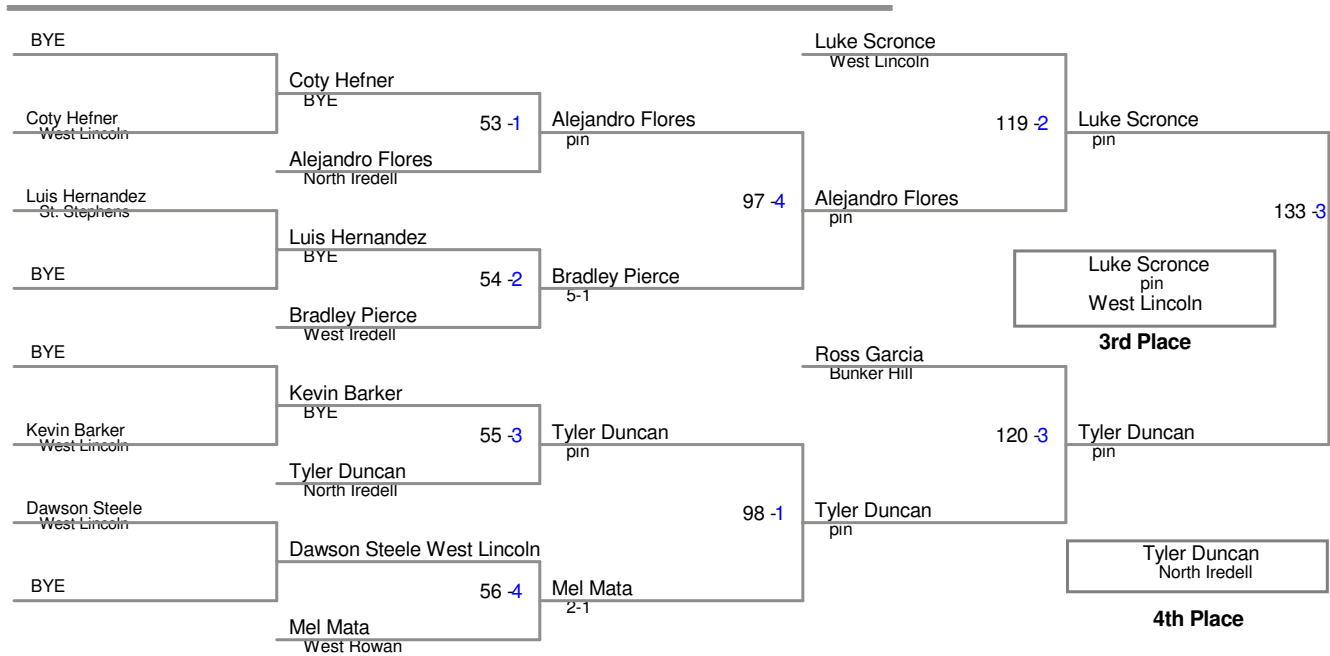 BYE
Coty Hefner
West Lincoln
Luis Hernandez
St. Stephens
BYE
BYE
Kevin Barker
West Lincoln
Dawson Steele
West Lincoln
BYE
Coty Hefner
BYE
53 -1
Alejandro Flores
North Iredell
Luis Hernandez
BYE
54 -2
Bradley Pierce
West Iredell
Kevin Barker
BYE
55 -3
Tyler Duncan
North Iredell
Dawson Steele West Lincoln
56 -4
Mel Mata
West Rowan
Alejandro Flores
pin
97 -4
Bradley Pierce
5-1
Tyler Duncan
pin
98 -1
Mel Mata
2-1
Luke Scronce
West Lincoln
119 -2
Alejandro Flores
pin
Ross Garcia
Bunker Hill
120 -3
Tyler Duncan
pin
Luke Scronce
pin
133 -3
Luke Scronce
pin
West Lincoln
3rd Place
Tyler Duncan
pin
Tyler Duncan
North Iredell
4th Place